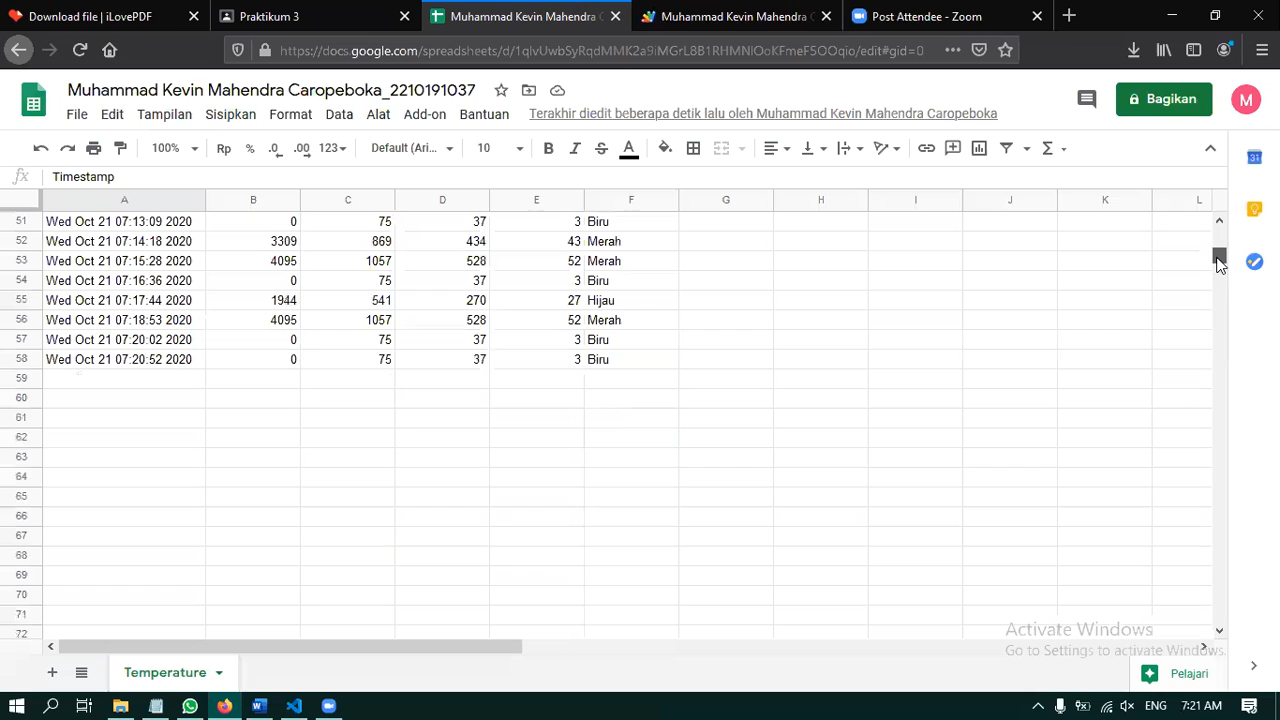 Download file | iLovePDF
Praktikum 3
Muhammad Kevin Mahendra C
Muhammad Kevin Mahendra
Post Attendee - Zoom
https://docs.google.com/spreadsheets/d/
/edit#gid=0
Muhammad Kevin Mahendra Caropeboka_2210191037
Bagikan
M
File Edit Tampilan Sisipkan Format Data Alat Add-on Bantuan Terakhir diedit beberapa detik lalu oleh Muhammad Kevin Mahendra Caropeboka
100% Rp % .0 .00 123 Default (Ari... 10 B I S A
fx Timestamp
31
A B C D E F G H I J K L
51 Wed Oct 21 07:13:09 2020 0 75 37 3 Biru
52 Wed Oct 21 07:14:18 2020 3309 869 434 43 Merah
53 Wed Oct 21 07:15:28 2020 4095 1057 528 52 Merah
54 Wed Oct 21 07:16:36 2020 0 75 37 3 Biru
55 Wed Oct 21 07:17:44 2020 1944 541 270 27 Hijau
56 Wed Oct 21 07:18:53 2020 4095 1057 528 52 Merah
57 Wed Oct 21 07:20:02 2020 0 75 37 3 Biru
58 Wed Oct 21 07:20:52 2020 0 75 37 3 Biru
59
60
61
62
63
64
65
66
67
68
69
70
71
72
Activate Windows
Go to Settings to activate Windows.
Temperature
Pelajari
ENG 7:21 AM